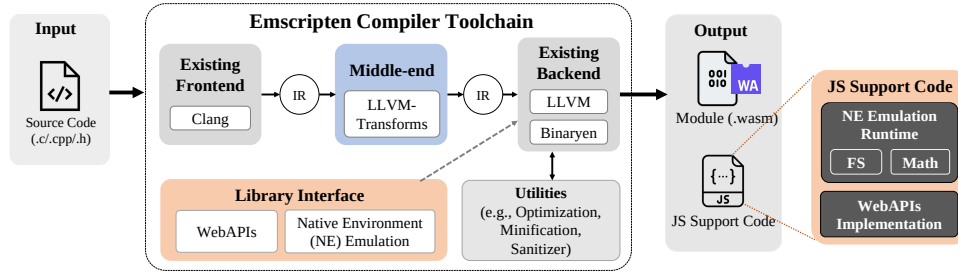 Input
Source Code
(.c/.cpp/.h)
Emscripten Compiler Toolchain
Existing
Frontend
Clang
IR
Middle-end
LLVM-
Transforms
IR
Existing
Backend
LLVM
Binaryen
Library Interface
WebAPIs
Native Environment
(NE) Emulation
Utilities
(e.g., Optimization,
Minification,
Sanitizer)
Output
001
010
WA
Module (.wasm)
{...}
JS
JS Support Code
JS Support Code
NE Emulation
Runtime
FS
Math
WebAPIs
Implementation